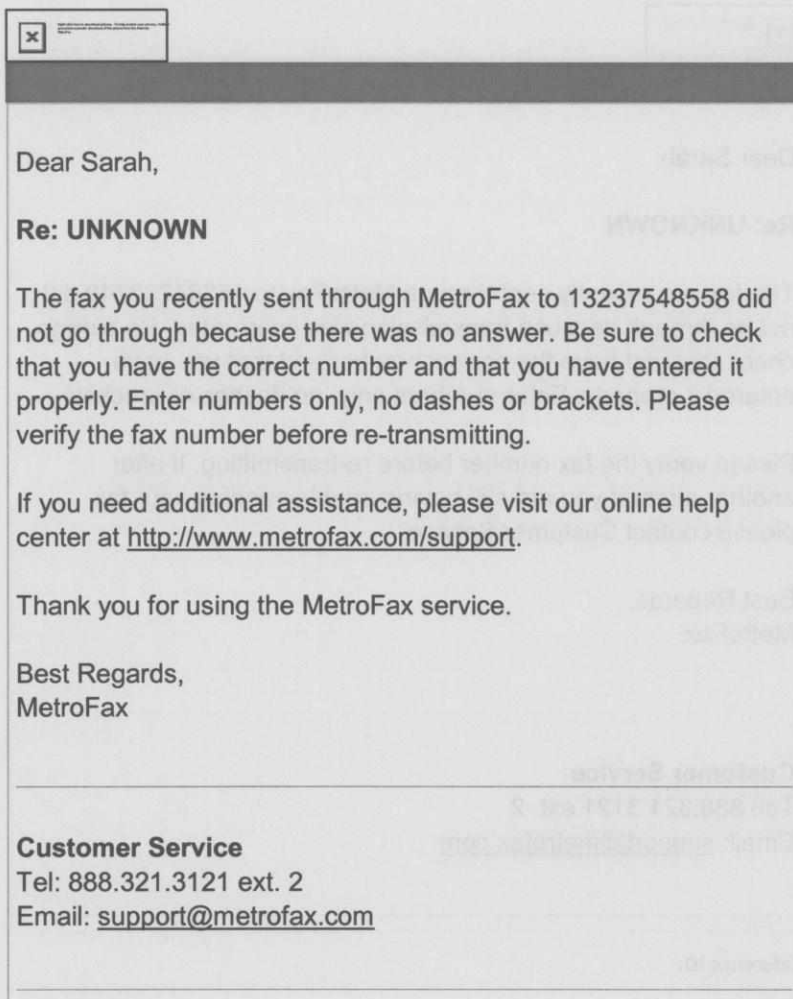 Dear Sarah,
Re: UNKNOWN
The fax you recently sent through MetroFax to 13237548558 did
not go through because there was no answer. Be sure to check
that you have the correct number and that you have entered it
properly. Enter numbers only, no dashes or brackets. Please
verify the fax number before re-transmitting.
If you need additional assistance, please visit our online help
center at http://www.metrofax.com/support.
Thank you for using the MetroFax service.
Best Regards,
MetroFax
Customer Service
Tel: 888.321.3121 ext. 2
Email: support@metrofax.com